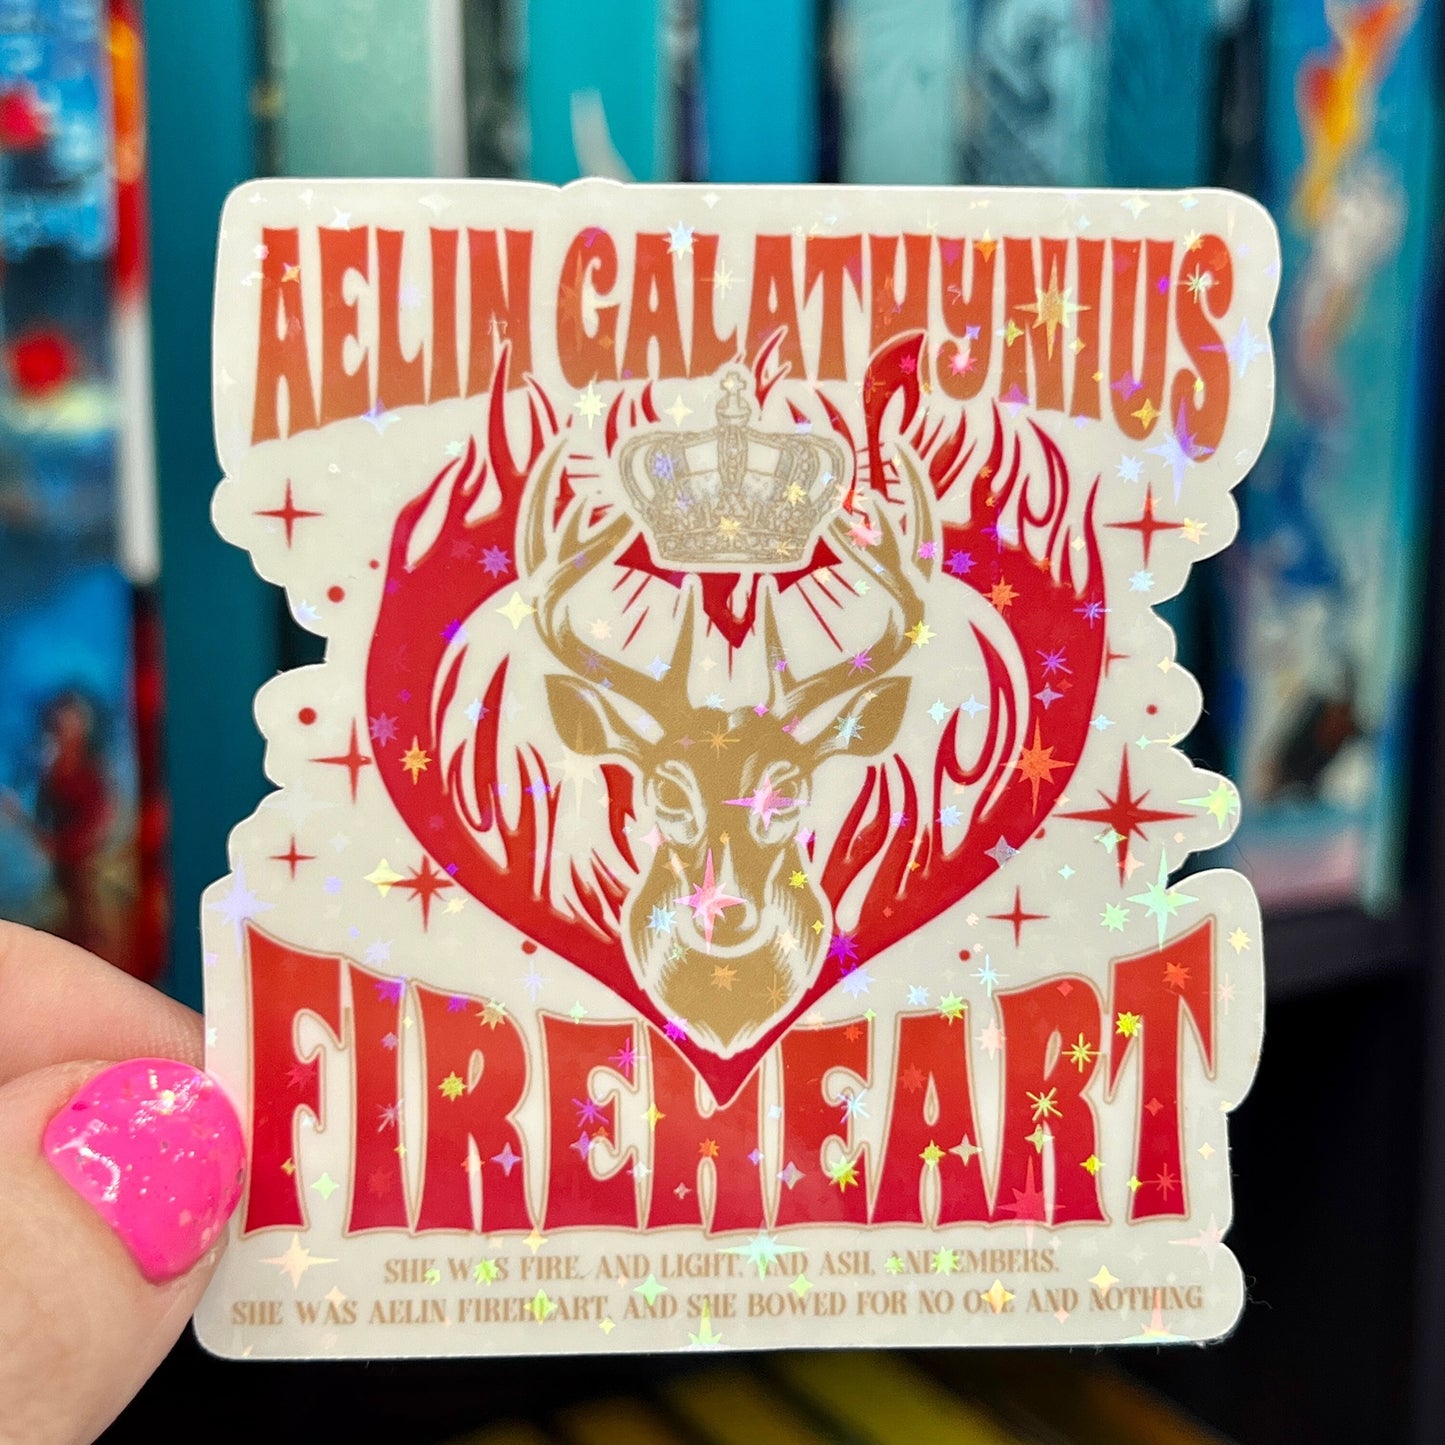 AELIN GALATHYNIUS
FIREHEART
SHE WAS FIRE, AND LIGHT, AND ASH, AND EMBERS.
SHE WAS AELIN FIREHEART, AND SHE BOWED FOR NO ONE AND NOTHING